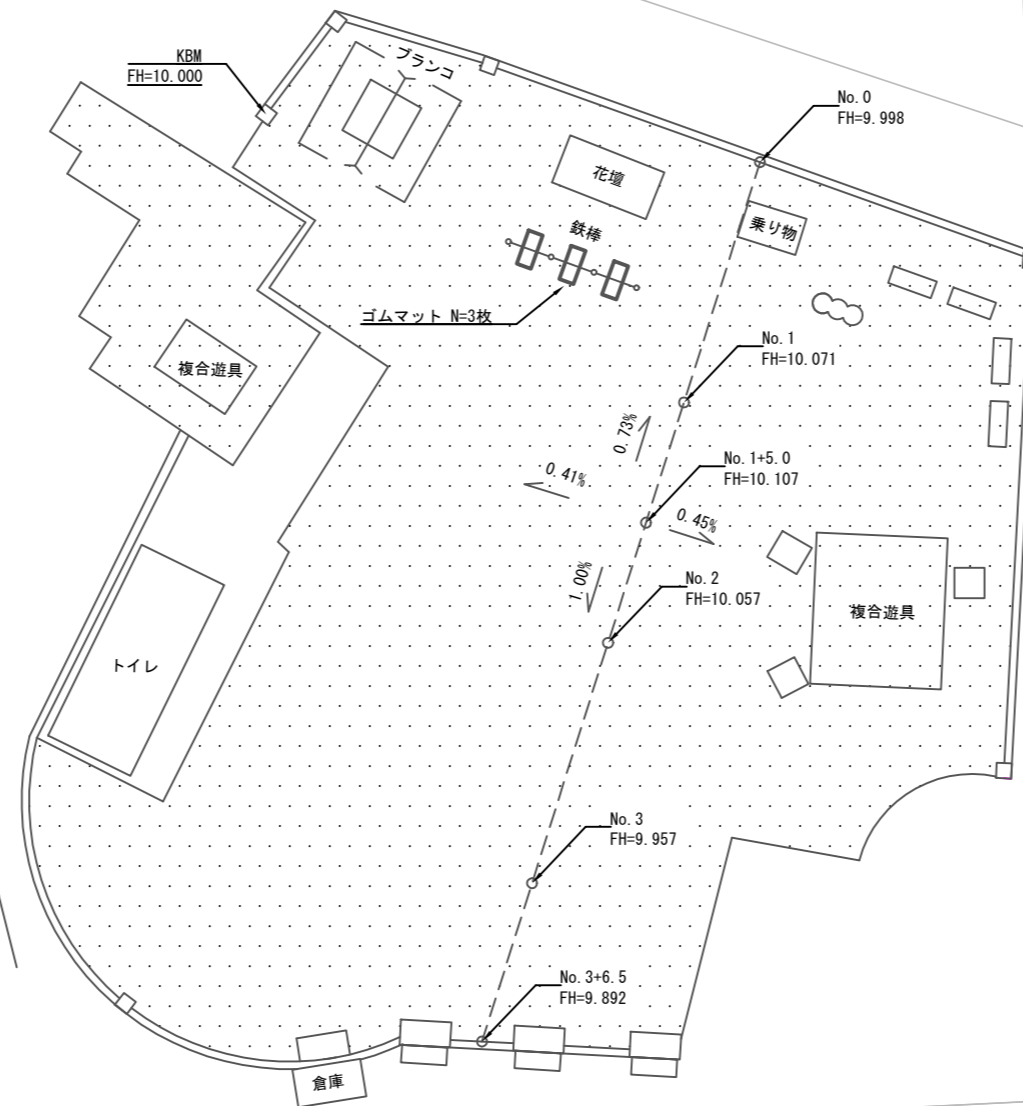 KBM
FH=10.000
ブランコ
No.0
FH=9.998
花壇
乗り物
鉄棒
ゴムマット N=3枚
No.1
FH=10.071
複合遊具
0.73%
0.41%
No.1+5.0
FH=10.107
0.45%
1.00%
No.2
FH=10.057
複合遊具
トイレ
No.3
FH=9.957
No.3+6.5
FH=9.892
倉庫